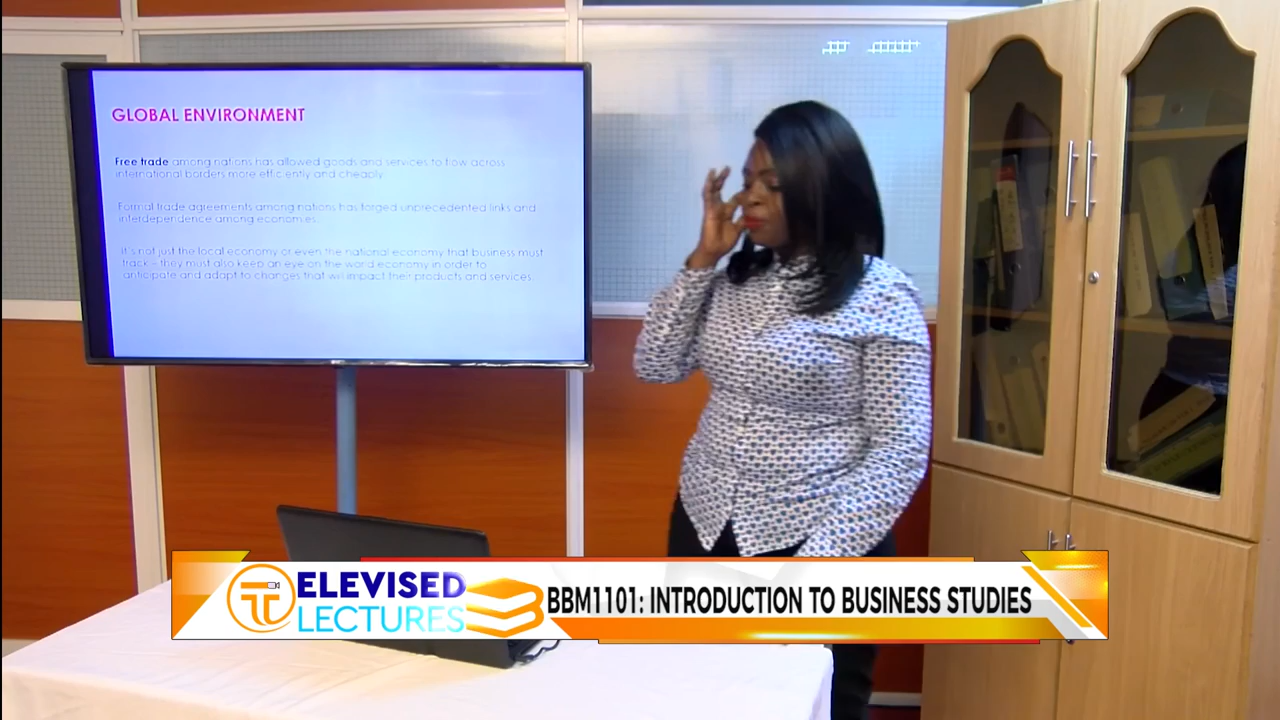 GLOBAL ENVIRONMENT
Free trade among nations has allowed goods and services to flow across
international borders more efficiently and cheaply.
Formal trade agreements among nations has forged unprecedented links and
interdependence among economies.
It's not just the local economy or even the national economy that business must
track – they must also keep an eye on the world economy in order to
anticipate and adapt to changes that will impact their products and services.
TELEVISED
LECTURES
BBM1101: INTRODUCTION TO BUSINESS STUDIES